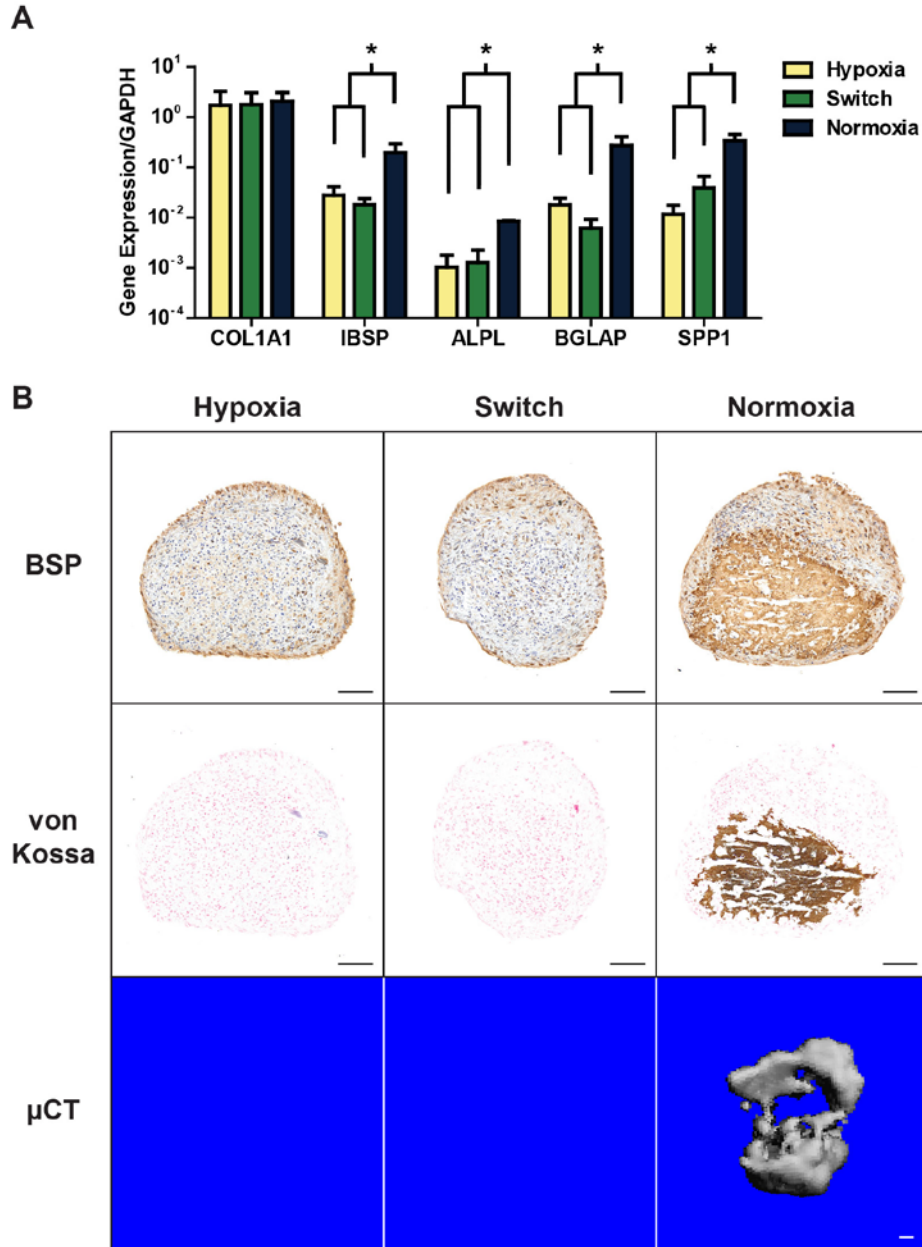 A
* * * *
Hypoxia
Switch
Normoxia
Gene Expression/GAPDH
10¹
10⁰
10⁻¹
10⁻²
10⁻³
10⁻⁴
COL1A1 IBSP ALPL BGLAP SPP1
B
Hypoxia Switch Normoxia
BSP
von
Kossa
µCT